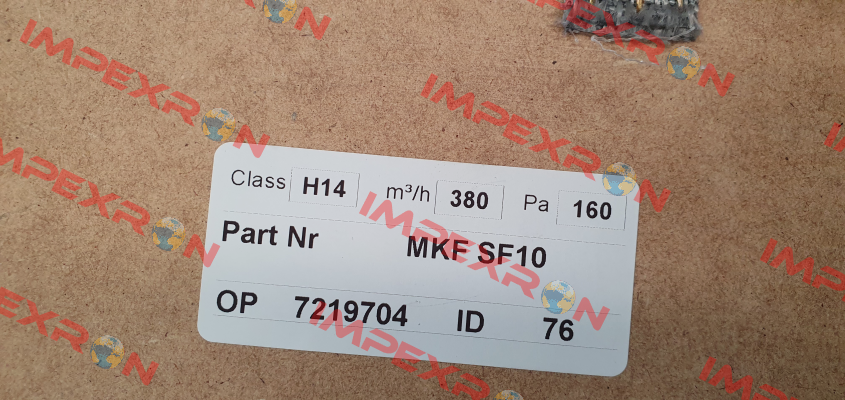 Class H14 m³/h 380 Pa 160
Part Nr MKF SF10
OP 7219704 ID 76
IMPEXRON